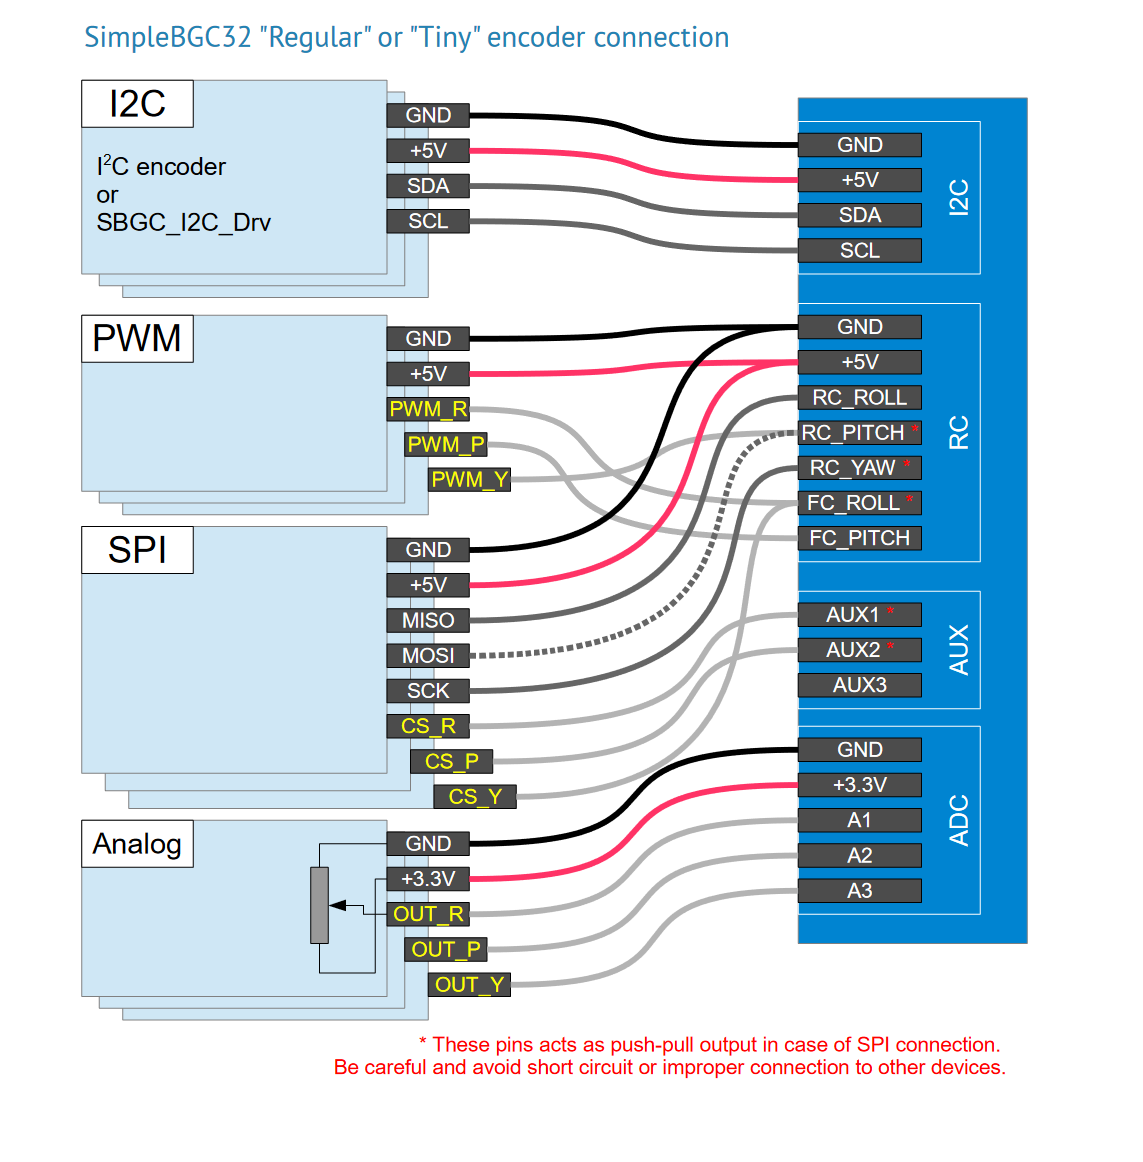 SimpleBGC32 "Regular" or "Tiny" encoder connection
I2C
I²C encoder
or
SBGC_I2C_Drv
GND
+5V
SDA
SCL
GND
+5V
SDA
SCL
I2C
PWM
GND
+5V
PWM_R
PWM_P
PWM_Y
GND
+5V
RC_ROLL
RC_PITCH *
RC_YAW *
FC_ROLL *
FC_PITCH
RC
SPI
GND
+5V
MISO
MOSI
SCK
CS_R
CS_P
CS_Y
AUX1 *
AUX2 *
AUX3
AUX
Analog
GND
+3.3V
OUT_R
OUT_P
OUT_Y
GND
+3.3V
A1
A2
A3
ADC
* These pins acts as push-pull output in case of SPI connection.
Be careful and avoid short circuit or improper connection to other devices.